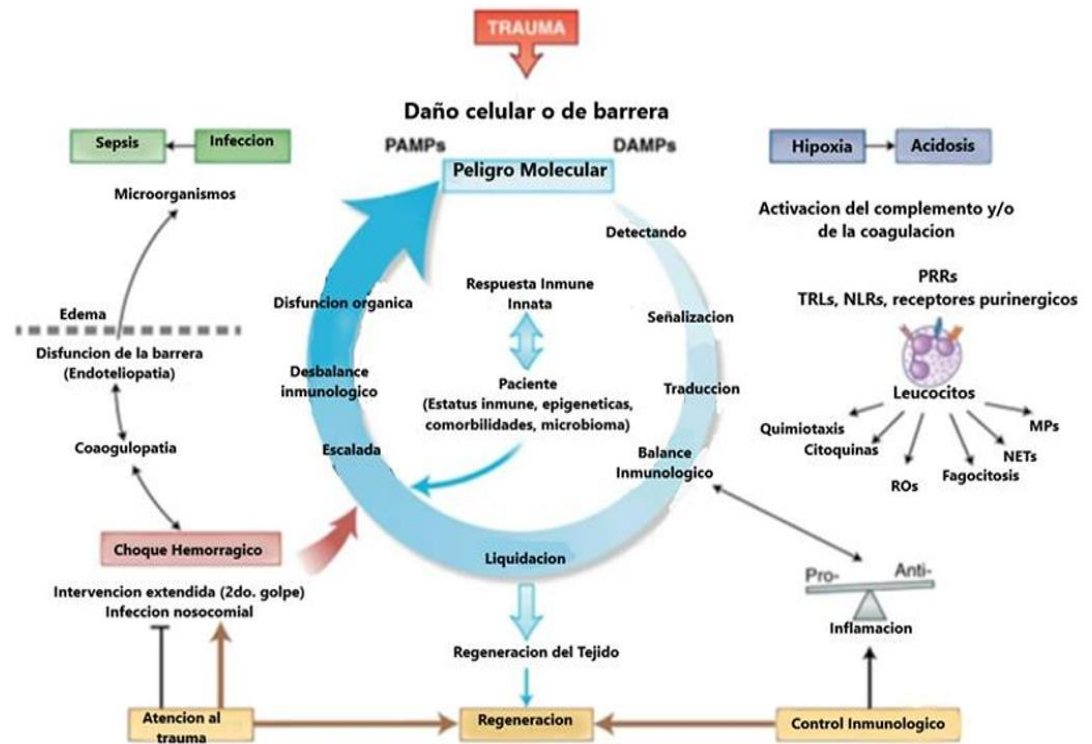 TRAUMA
Daño celular o de barrera
PAMPs
DAMPs
Peligro Molecular
Sepsis
Infeccion
Microorganismos
Edema
Disfuncion de la barrera
(Endoteliopatia)
Coaogulopatia
Choque Hemorragico
Intervencion extendida (2do. golpe)
Infeccion nosocomial
Atencion al
trauma
Detectando
Señalizacion
Traduccion
Balance
Inmunologico
Liquidacion
Escalada
Desbalance
inmunologico
Disfuncion organica
Respuesta Inmune
Innata
Paciente
(Estatus inmune, epigeneticas,
comorbilidades, microbioma)
Regeneracion del Tejido
Regeneracion
Hipoxia
Acidosis
Activacion del complemento y/o
de la coagulacion
PRRs
TRLs, NLRs, receptores purinergicos
Leucocitos
Quimiotaxis
Citoquinas
ROs
Fagocitosis
NETs
MPs
Pro-
Anti-
Inflamacion
Control Inmunologico